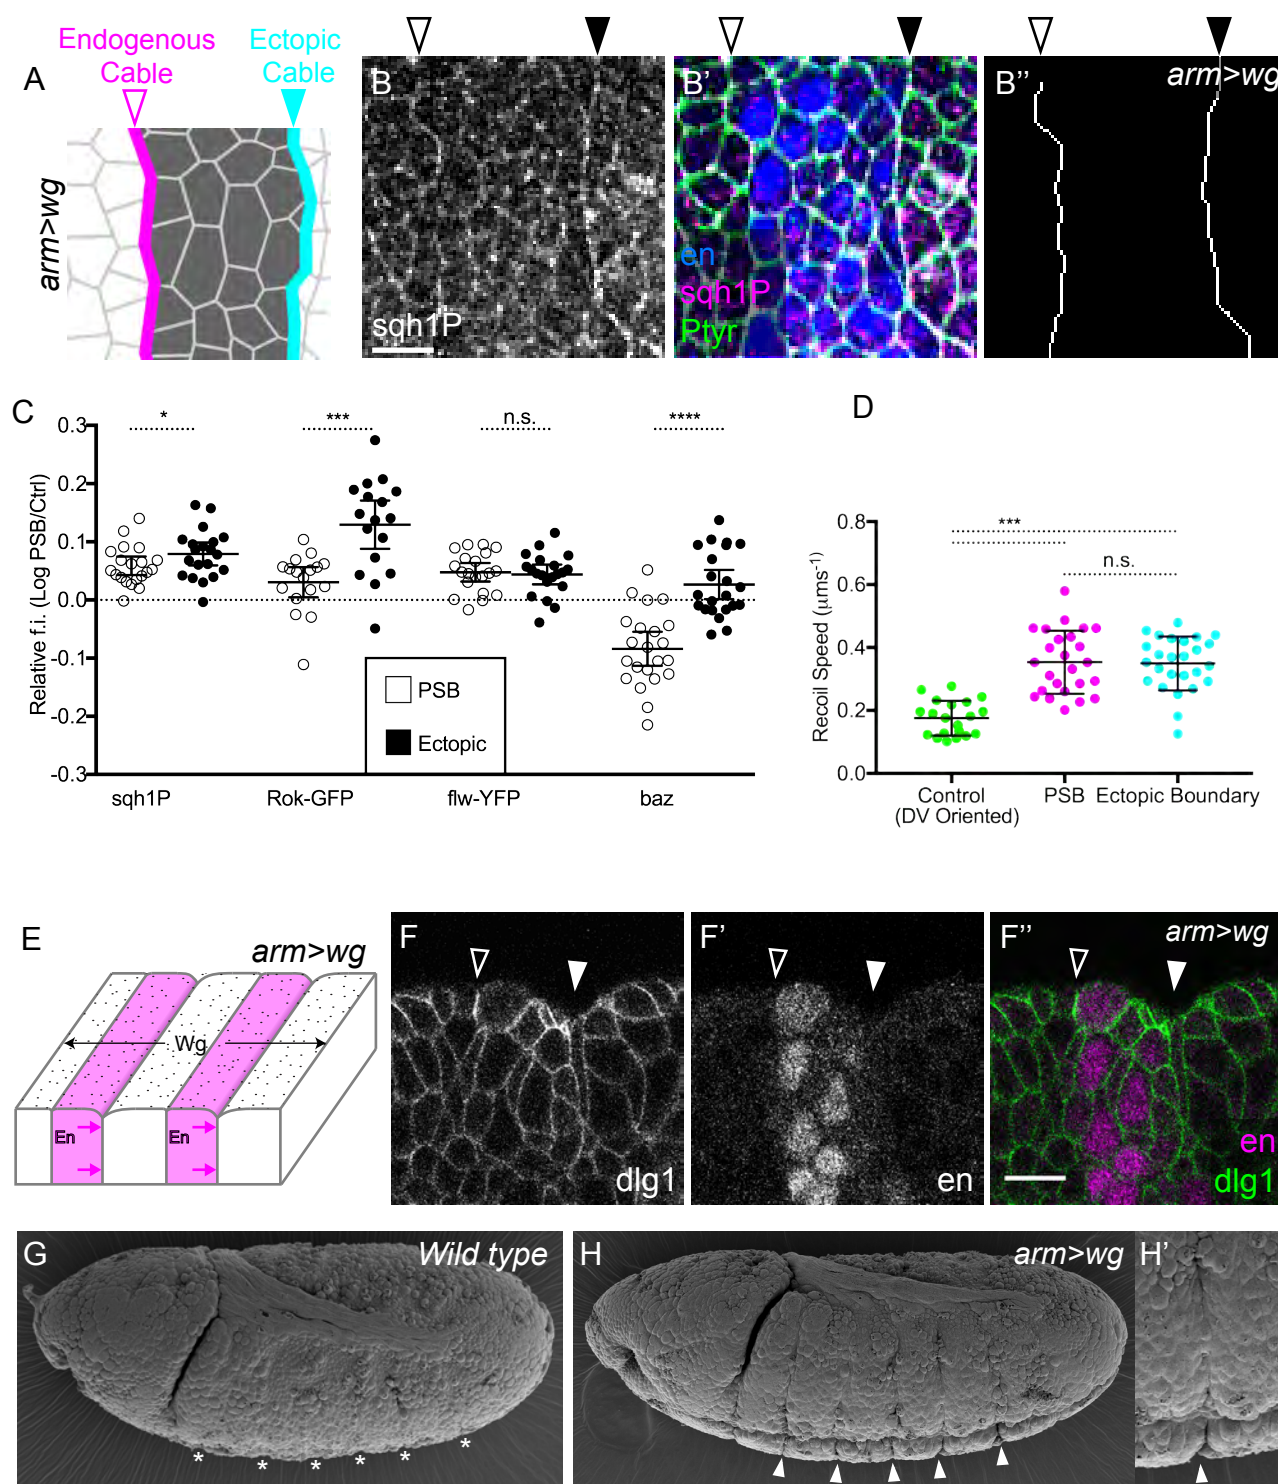 Endogenous
Cable
Ectopic
Cable
A
arm>wg
B
sqh1P
B'
en
sqh1P
Ptyr
B''
arm>wg
C
Relative f.i. (Log PSB/Ctrl)
0.3
0.2
0.1
0.0
-0.1
-0.2
-0.3
*
***
n.s.
****
PSB
Ectopic
sqh1P
Rok-GFP
flw-YFP
baz
D
Recoil Speed (μms⁻¹)
0.8
0.6
0.4
0.2
0.0
***
n.s.
Control
(DV Oriented)
PSB
Ectopic Boundary
E
arm>wg
Wg
En
En
F
dlg1
F'
en
F''
arm>wg
en
dlg1
G
Wild type
* * * * * *
H
arm>wg
H'